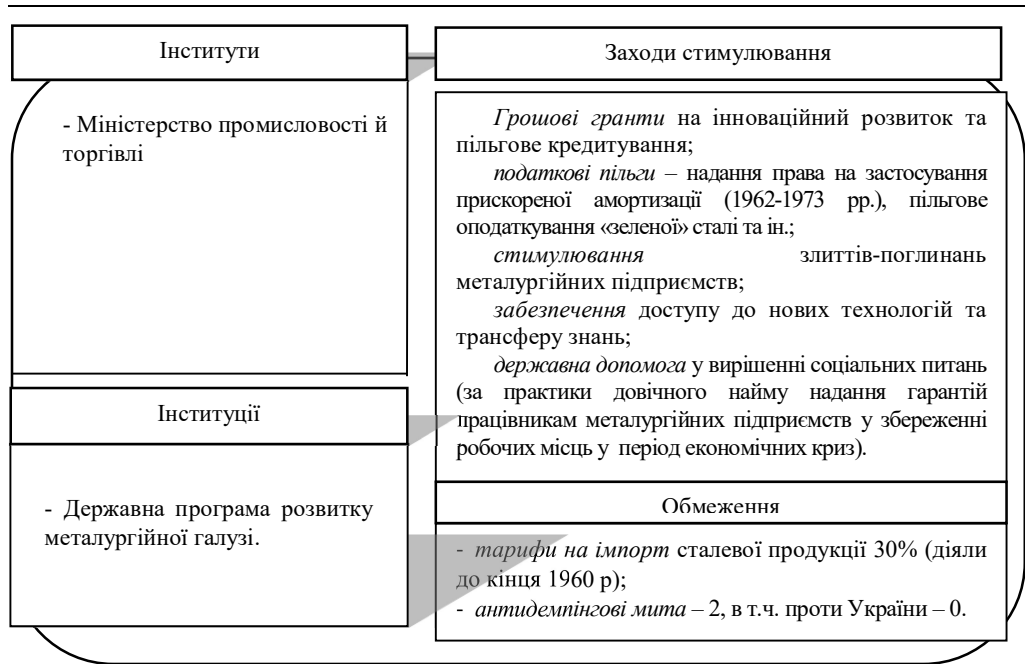 Інститути
- Міністерство промисловості й
торгівлі
Інституції
- Державна програма розвитку
металургійної галузі.
Заходи стимулювання
Грошові гранти на інноваційний розвиток та
пільгове кредитування;
податкові пільги – надання права на застосування
прискореної амортизації (1962-1973 рр.), пільгове
оподаткування «зеленої» сталі та ін.;
стимулювання злиттів-поглинань
металургійних підприємств;
забезпечення доступу до нових технологій та
трансферу знань;
державна допомога у вирішенні соціальних питань
(за практики довічного найму надання гарантій
працівникам металургійних підприємств у збереженні
робочих місць у період економічних криз).
Обмеження
- тарифи на імпорт сталевої продукції 30% (діяли
до кінця 1960 р);
- антидемпінгові мита – 2, в т.ч. проти України – 0.